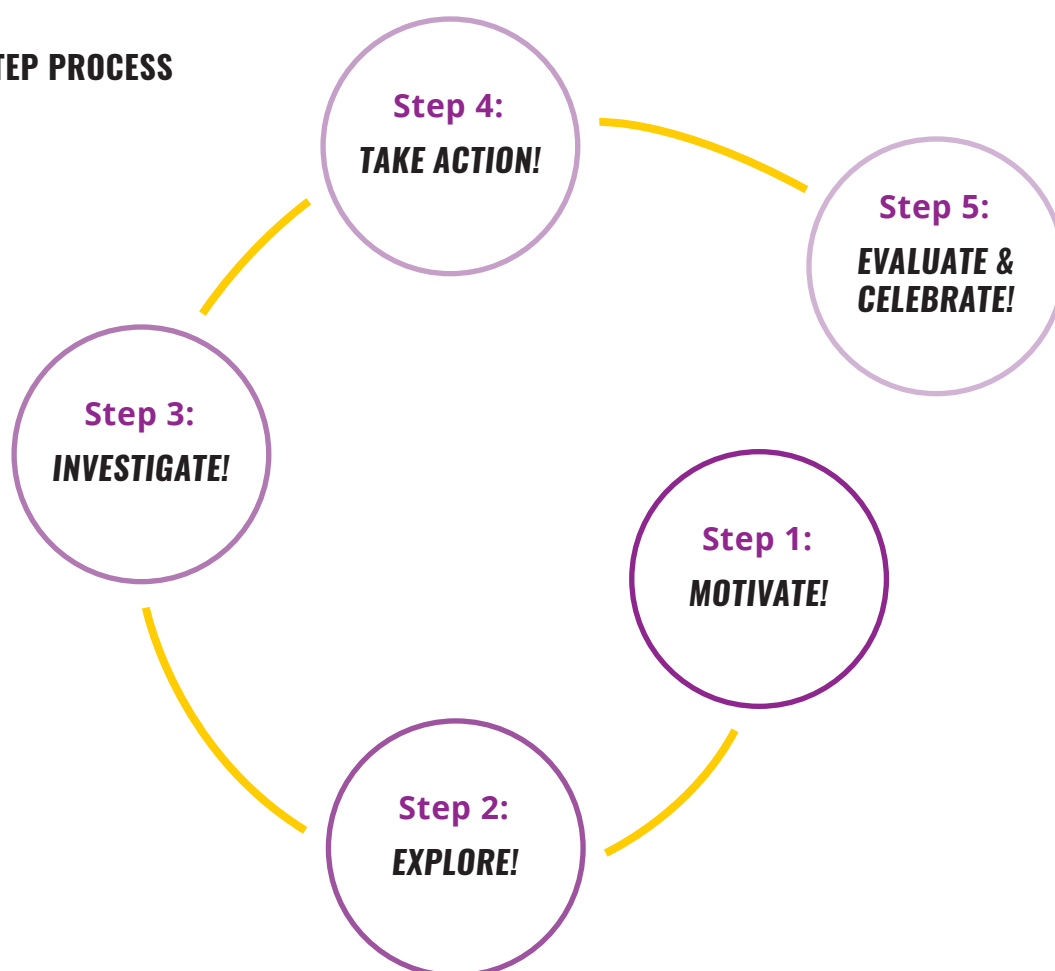 TEP PROCESS
Step 4:
TAKE ACTION!
Step 5:
EVALUATE &
CELEBRATE!
Step 3:
INVESTIGATE!
Step 1:
MOTIVATE!
Step 2:
EXPLORE!